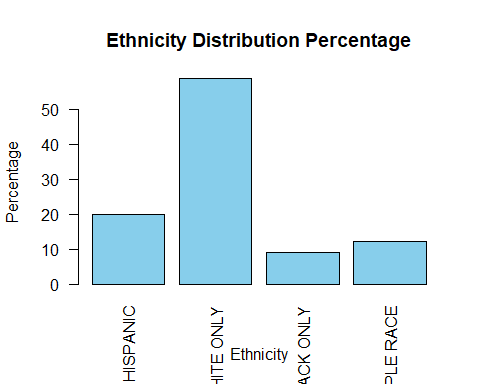 Ethnicity Distribution Percentage
Percentage
50
40
30
20
10
0
HISPANIC
HITE ONLY
ACK ONLY
PLE RACE
Ethnicity